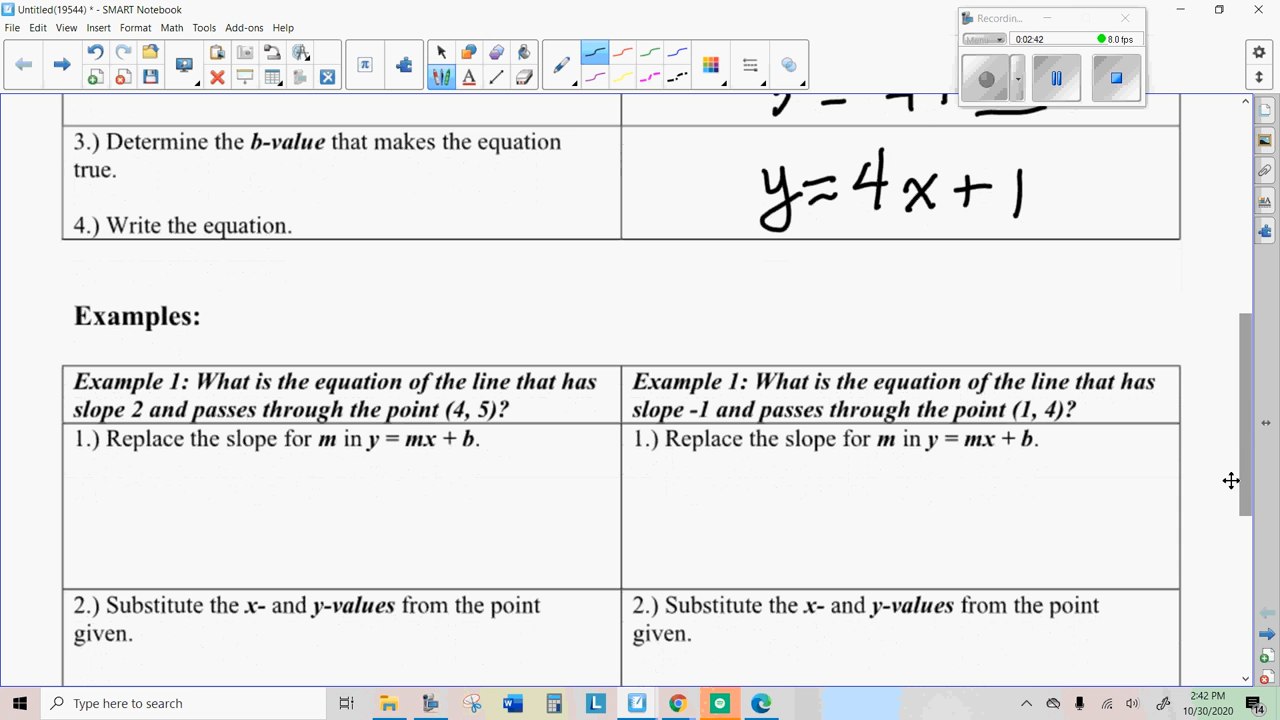 Untitled(19544) * - SMART Notebook
File Edit View Insert Format Math Tools Add-ons Help
Recordin...
Menu
0:02:42
8.0 fps
3.) Determine the b-value that makes the equation
true.
4.) Write the equation.
y = 4x + 1
Examples:
Example 1: What is the equation of the line that has
slope 2 and passes through the point (4, 5)?
1.) Replace the slope for m in y = mx + b.
2.) Substitute the x- and y-values from the point
given.
Example 1: What is the equation of the line that has
slope -1 and passes through the point (1, 4)?
1.) Replace the slope for m in y = mx + b.
2.) Substitute the x- and y-values from the point
given.
Type here to search
2:42 PM
10/30/2020
14